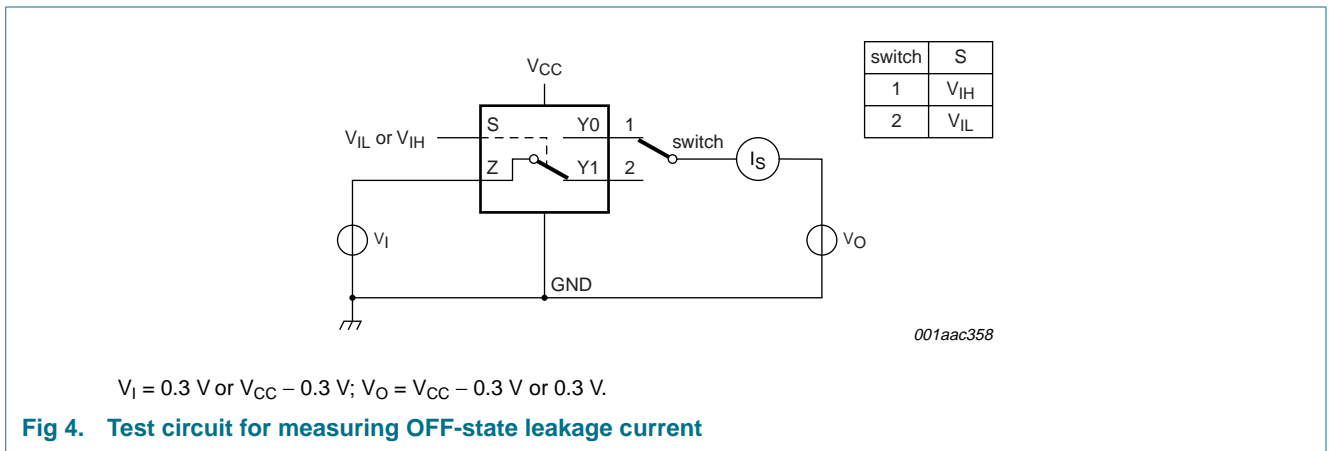 VCC
switch S
1 VIH
2 VIL
VIL or VIH
S Y0 1
switch
IS
Z Y1 2
VI
VO
GND
001aac358
VI = 0.3 V or VCC − 0.3 V; VO = VCC − 0.3 V or 0.3 V.
Fig 4. Test circuit for measuring OFF-state leakage current